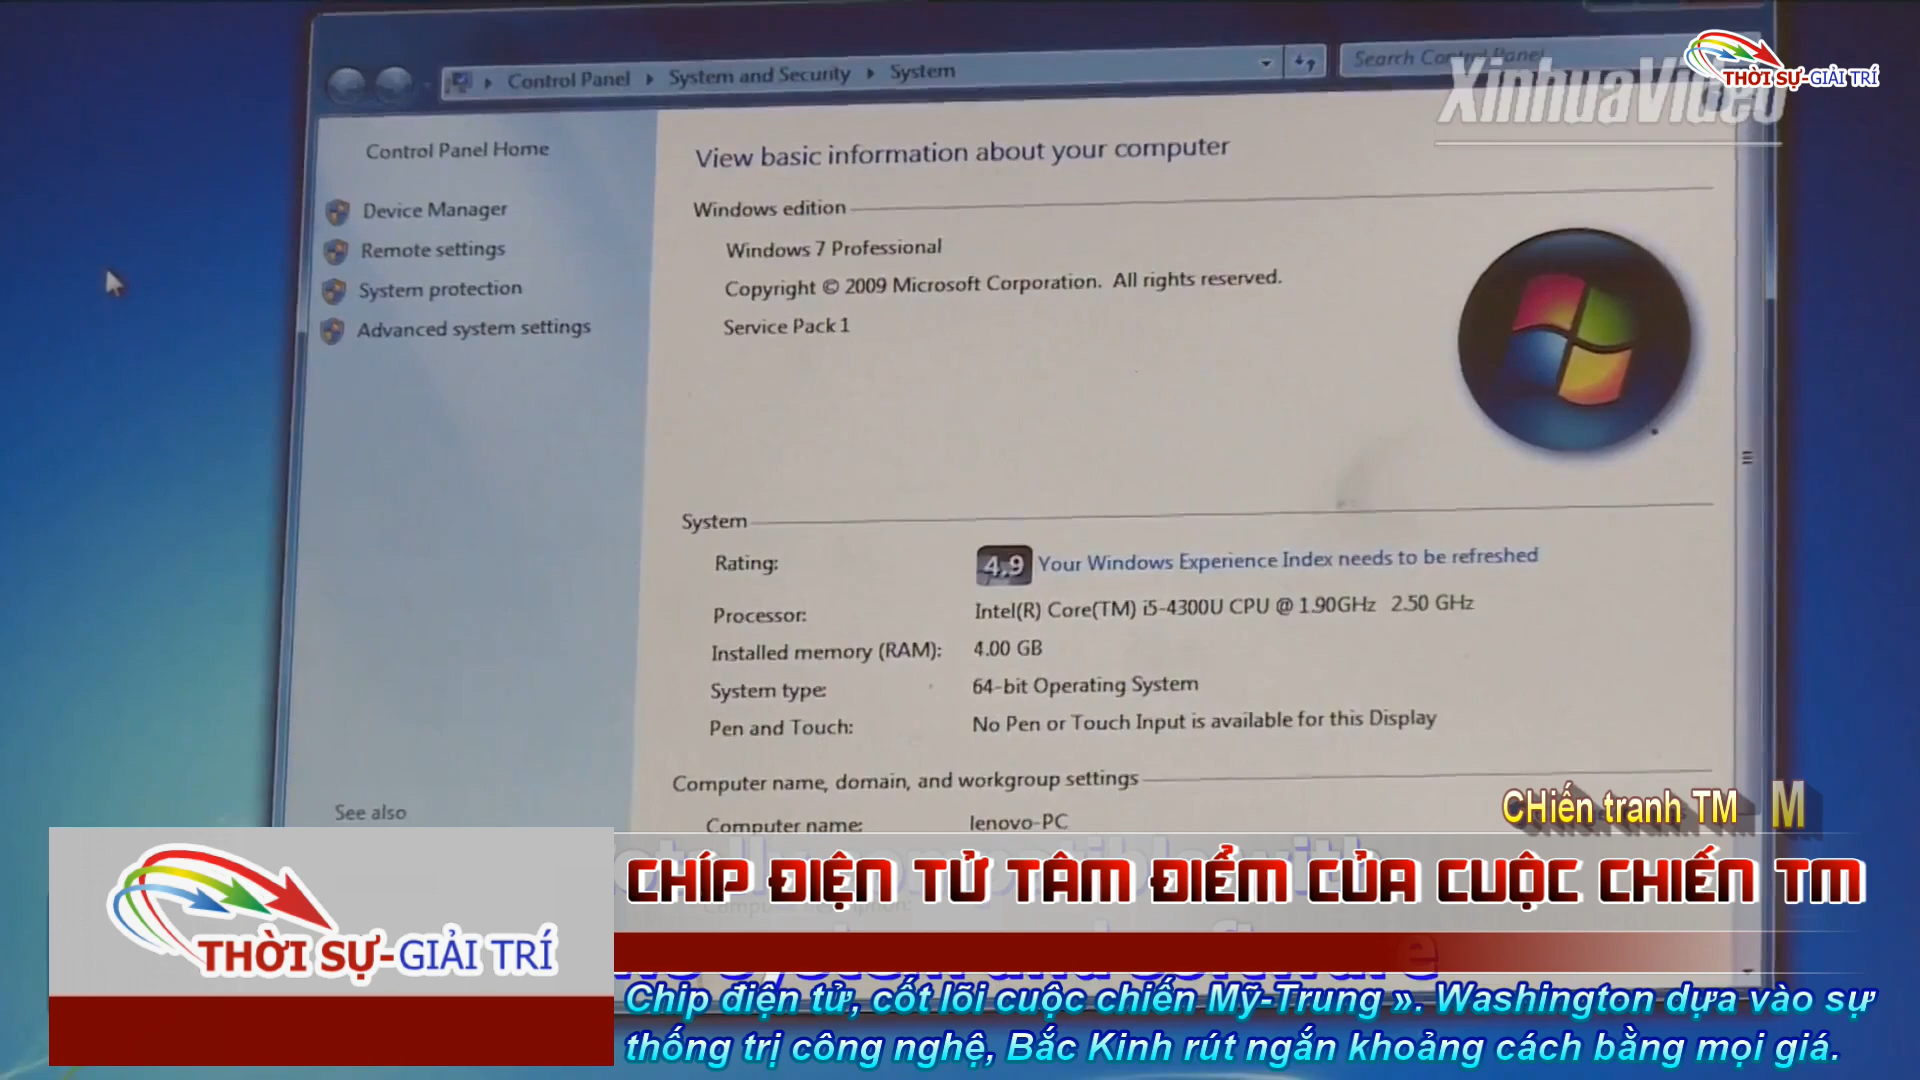 Control Panel ▸ System and Security ▸ System
Search Control Panel
THỜI SỰ-GIẢI TRÍ
XinhuaVideo
Control Panel Home
Device Manager
Remote settings
System protection
Advanced system settings
See also
View basic information about your computer
Windows edition
Windows 7 Professional
Copyright © 2009 Microsoft Corporation. All rights reserved.
Service Pack 1
System
Rating: 4.9 Your Windows Experience Index needs to be refreshed
Processor: Intel(R) Core(TM) i5-4300U CPU @ 1.90GHz 2.50 GHz
Installed memory (RAM): 4.00 GB
System type: 64-bit Operating System
Pen and Touch: No Pen or Touch Input is available for this Display
Computer name, domain, and workgroup settings
Computer name: lenovo-PC
CHiến tranh TM M
CHÍP ĐIỆN TỬ TÂM ĐIỂM CỦA CUỘC CHIẾN TM
THỜI SỰ-GIẢI TRÍ
Chip điện tử, cốt lõi cuộc chiến Mỹ-Trung ». Washington dựa vào sự
thống trị công nghệ, Bắc Kinh rút ngắn khoảng cách bằng mọi giá.